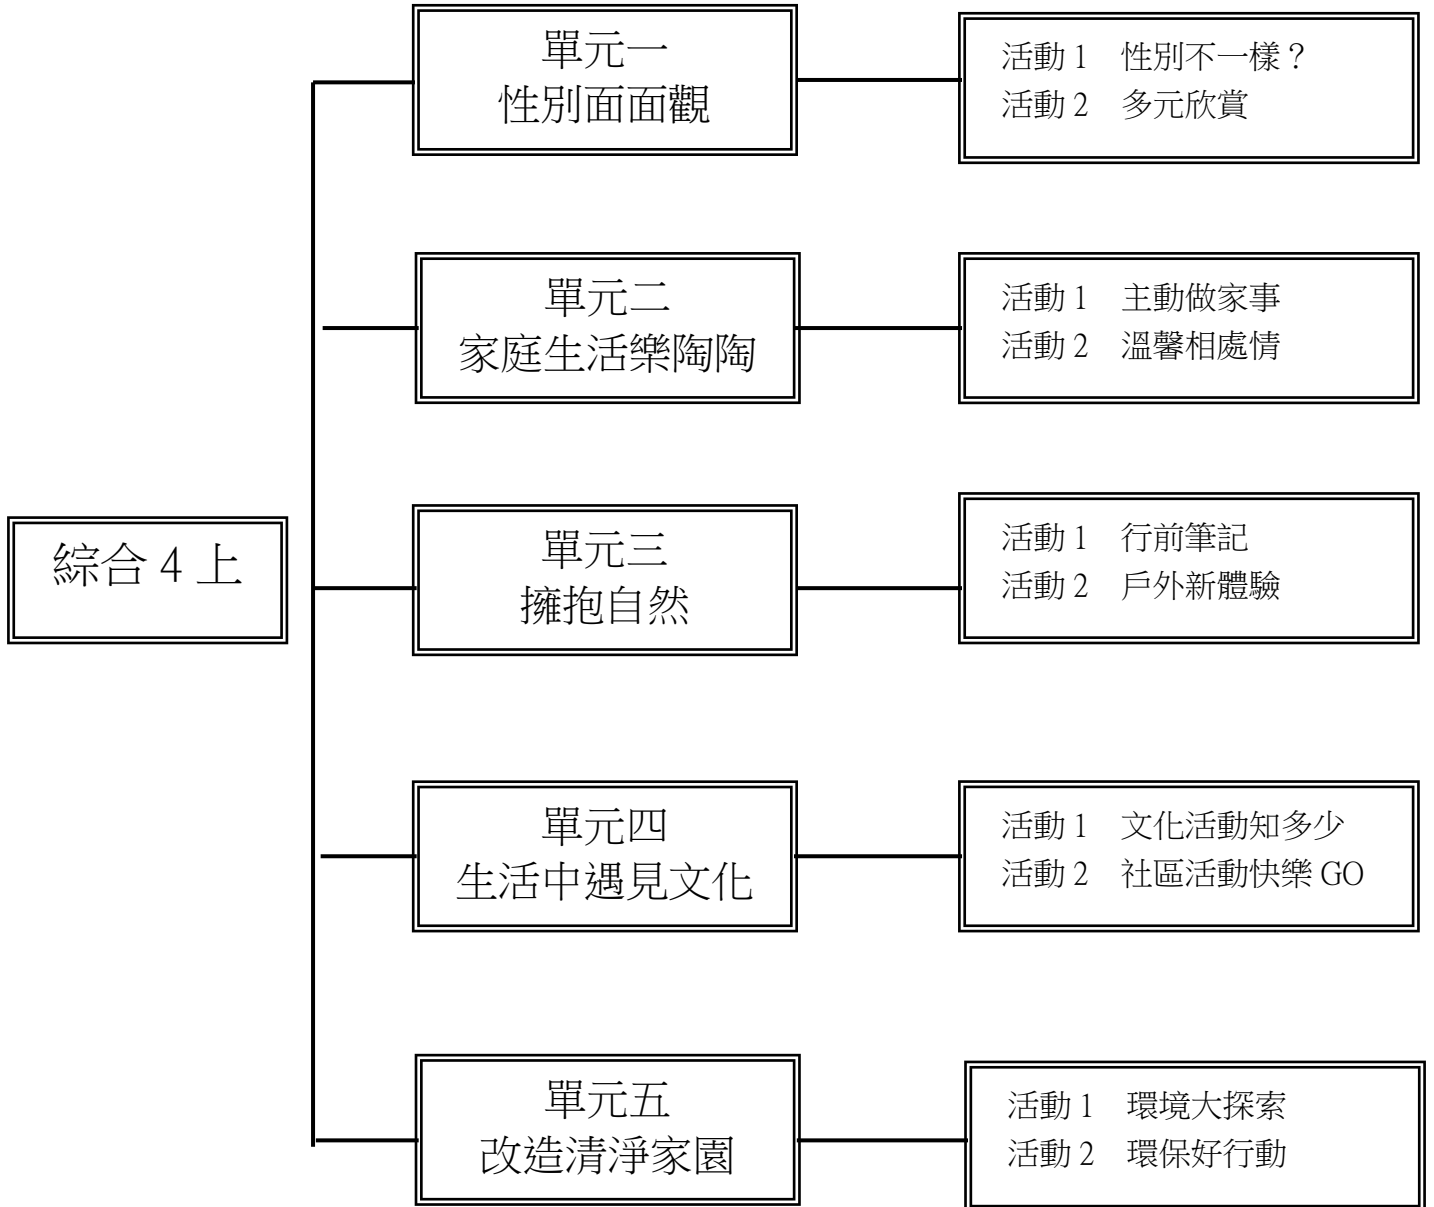 單元一
性別面面觀
活動 1 性別不一樣？
活動 2 多元欣賞
單元二
家庭生活樂陶陶
活動 1 主動做家事
活動 2 溫馨相處情
綜合 4 上
單元三
擁抱自然
活動 1 行前筆記
活動 2 戶外新體驗
單元四
生活中遇見文化
活動 1 文化活動知多少
活動 2 社區活動快樂 GO
單元五
改造清淨家園
活動 1 環境大探索
活動 2 環保好行動